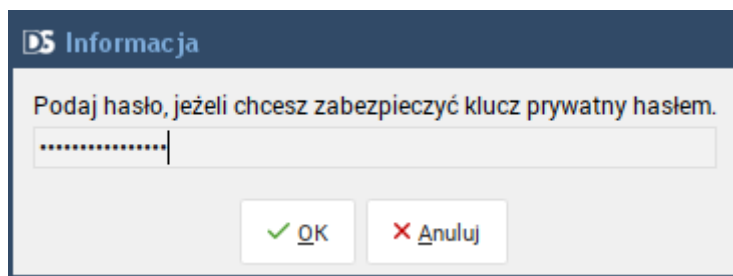 DS Informacja
Podaj hasło, jeżeli chcesz zabezpieczyć klucz prywatny hasłem.
••••••••••••••••
OK Anuluj